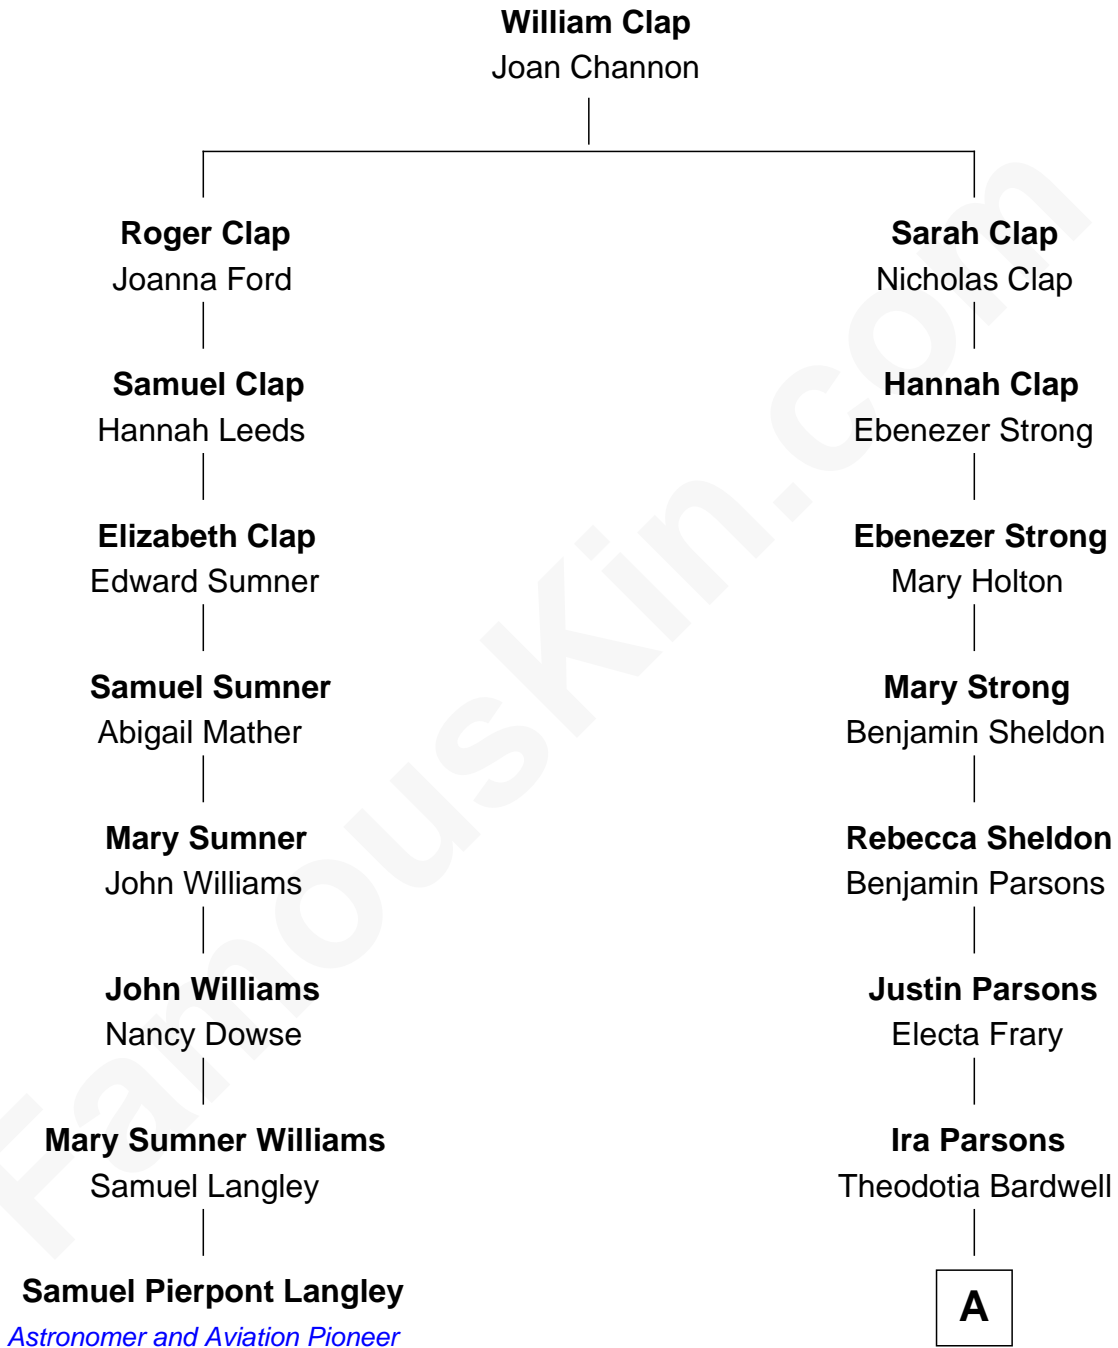 William Clap
Joan Channon
Roger Clap
Joanna Ford
Sarah Clap
Nicholas Clap
Samuel Clap
Hannah Leeds
Hannah Clap
Ebenezer Strong
Elizabeth Clap
Edward Sumner
Ebenezer Strong
Mary Holton
Samuel Sumner
Abigail Mather
Mary Strong
Benjamin Sheldon
Mary Sumner
John Williams
Rebecca Sheldon
Benjamin Parsons
John Williams
Nancy Dowse
Justin Parsons
Electa Frary
Mary Sumner Williams
Samuel Langley
Ira Parsons
Theodotia Bardwell
Samuel Pierpont Langley
Astronomer and Aviation Pioneer
A
FamousKin.com